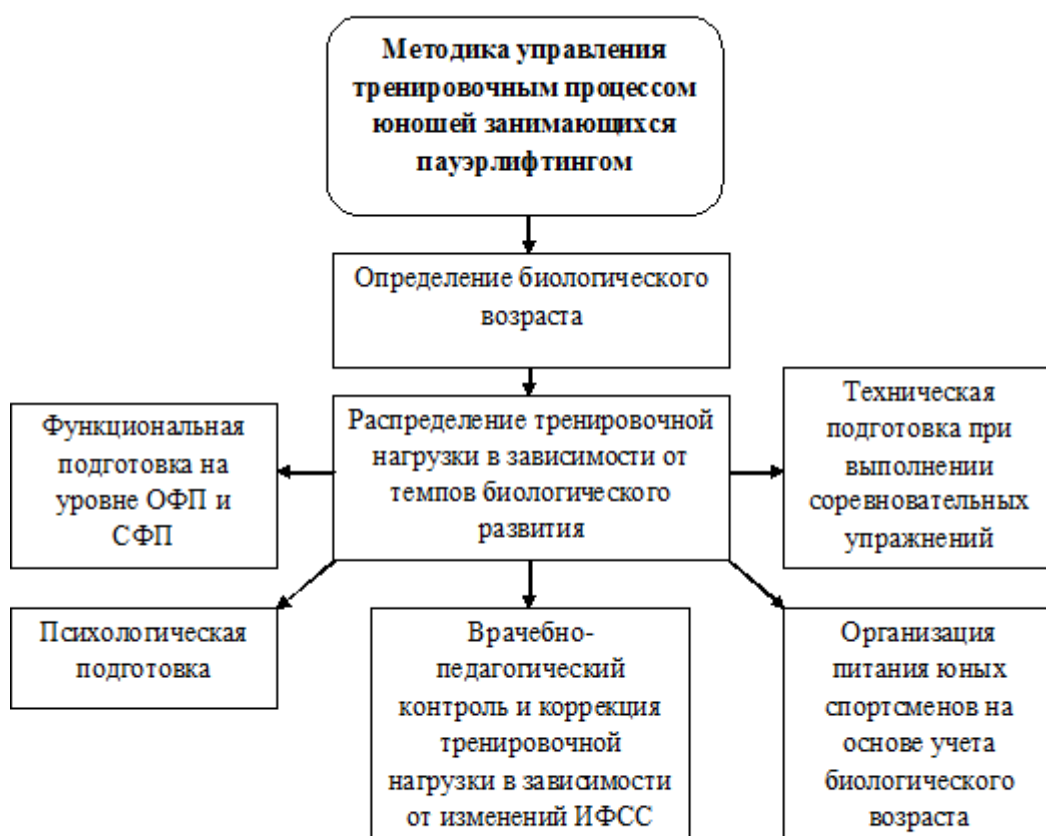 Методика управления
тренировочным процессом
юношей занимающихся
пауэрлифтингом
Определение биологического
возраста
Функциональная
подготовка на
уровне ОФП и
СФП
Распределение тренировочной
нагрузки в зависимости от
темпов биологического
развития
Техническая
подготовка при
выполнении
соревновательных
упражнений
Психологическая
подготовка
Врачебно-
педагогический
контроль и коррекция
тренировочной
нагрузки в зависимости
от изменений ИФСС
Организация
питания юных
спортсменов на
основе учета
биологического
возраста